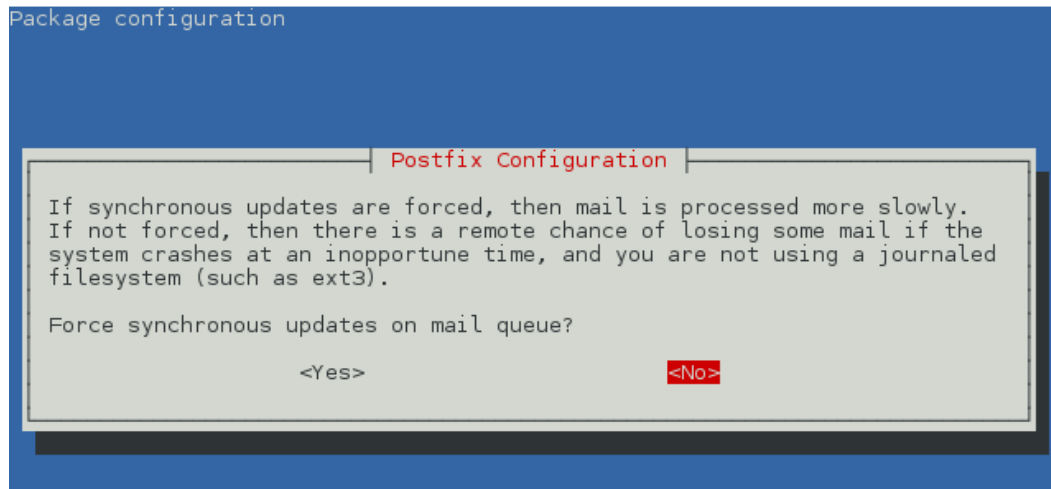 Package configuration
Postfix Configuration
If synchronous updates are forced, then mail is processed more slowly.
If not forced, then there is a remote chance of losing some mail if the
system crashes at an inopportune time, and you are not using a journaled
filesystem (such as ext3).
Force synchronous updates on mail queue?
<Yes> <No>